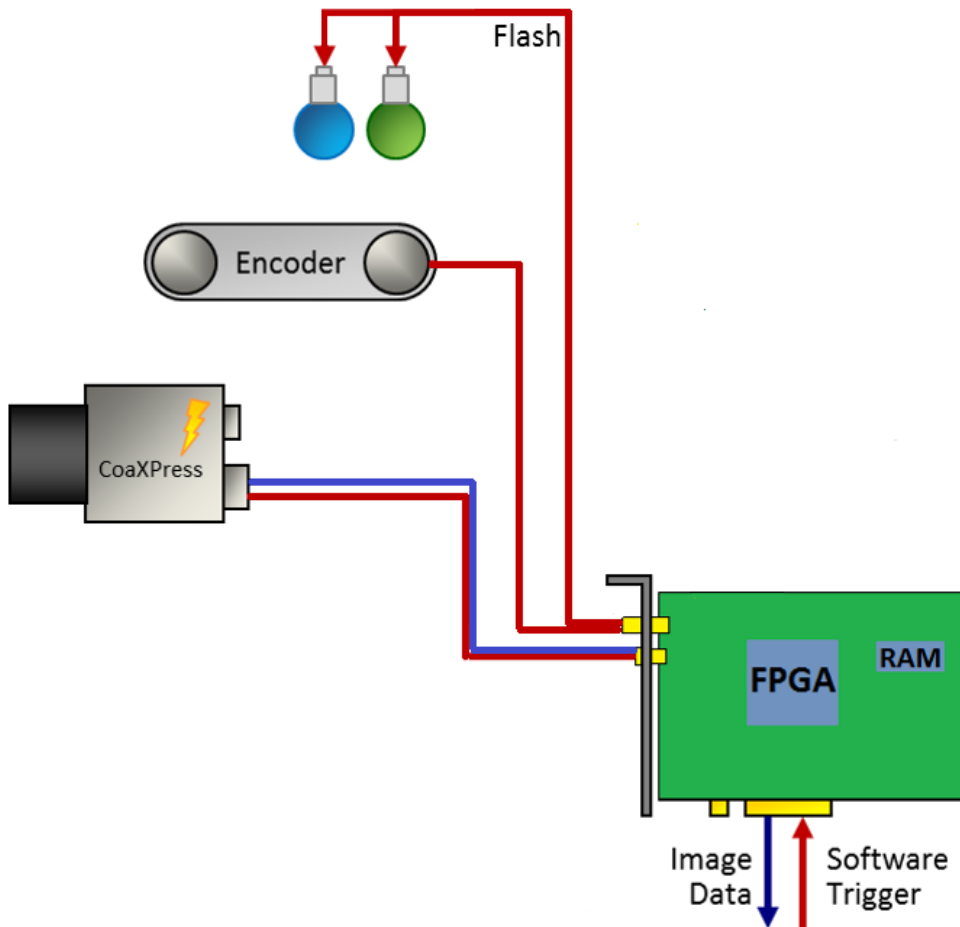 Flash
Encoder
CoaXPress
FPGA
RAM
Image
Data
Software
Trigger